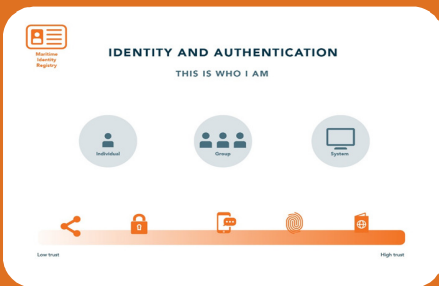 Maritime
Identity
Registry
IDENTITY AND AUTHENTICATION
THIS IS WHO I AM
Individual
Group
System
Low trust
High trust